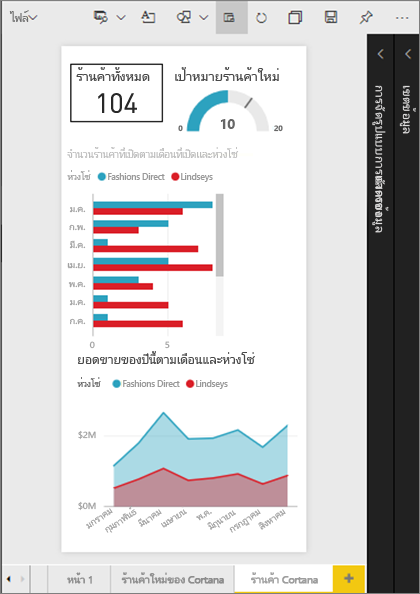 ไฟล์
ร้านค้าทั้งหมด
104
เป้าหมายร้านค้าใหม่
10
0
20
จำนวนร้านค้าที่เปิดตามเดือนที่เปิดและห่วงโซ่
ห่วงโซ่ Fashions Direct Lindseys
ม.ค.
ก.พ.
มี.ค.
เม.ย.
พ.ค.
ม.ค.
ก.ค.
0 5
0
ยอดขายของปีนี้ตามเดือนและห่วงโซ่
ห่วงโซ่ Fashions Direct Lindseys
$2M
$0M
มกราคม กุมภาพันธ์ มีนาคม เมษายน พ.ค. มิถุนายน กรกฎาคม สิงหาคม
การจัดรูปแบบการ
เขตข้อมูล
หน้า 1 ร้านค้าใหม่ของ Cortana ร้านค้า Cortana +